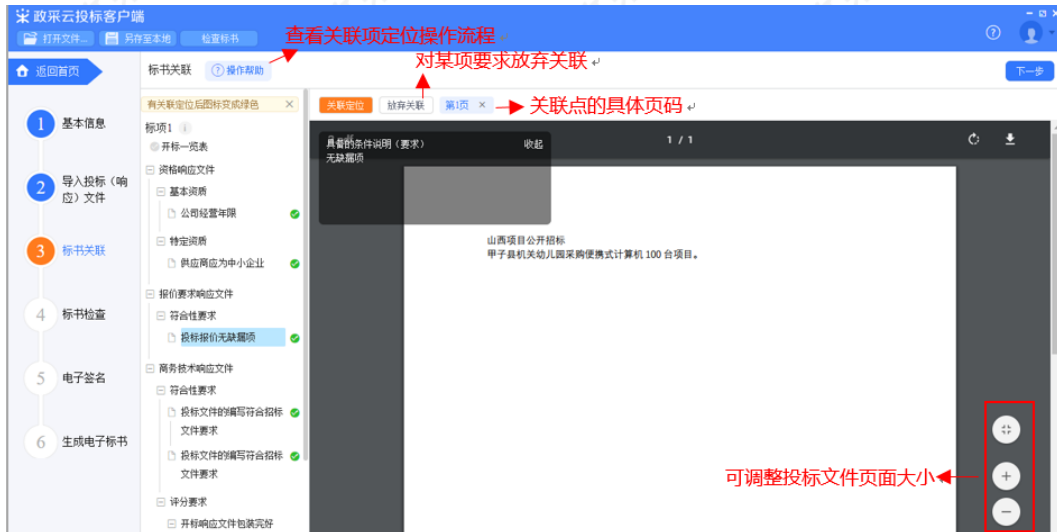 政采云投标客户端
打开文件... 另存至本地 检查标书
查看关联项定位操作流程
返回首页
标书关联 操作帮助
对某项要求放弃关联
下一步
有关联定位后图标变成绿色 ×
关联定位 放弃关联 第1页 ×
关联点的具体页码
1 基本信息
2 导入投标（响
应）文件
3 标书关联
4 标书检查
5 电子签名
6 生成电子标书
标项1
开标一览表
资格响应文件
基本资质
公司经营年限
特定资质
供应商应为中小企业
报价要求响应文件
符合性要求
投标报价无缺漏项
商务技术响应文件
符合性要求
投标文件的编写符合招标
文件要求
投标文件的编写符合招标
文件要求
评分要求
开标响应文件包装完好
具备的条件说明（要求） 收起
无缺漏项
1 / 1
山西项目公开招标
甲子县机关幼儿园采购便携式计算机 100 台项目。
可调整投标文件页面大小